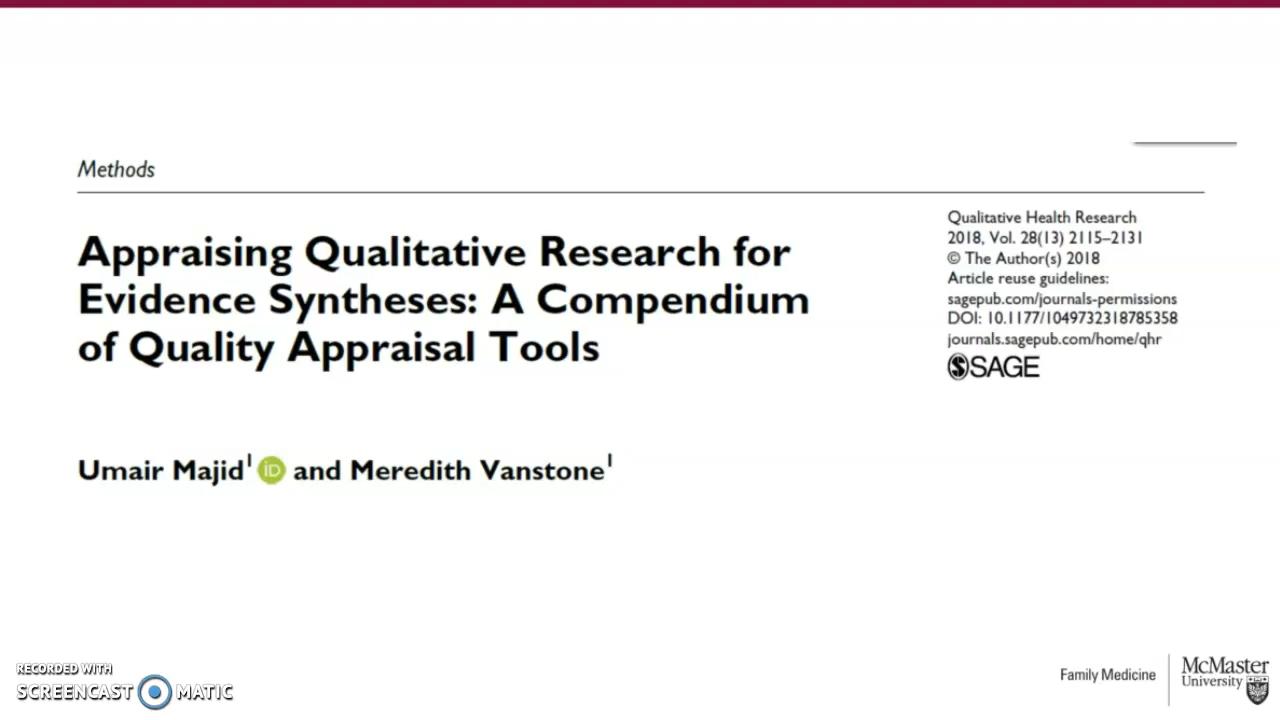 Methods
Appraising Qualitative Research for
Evidence Syntheses: A Compendium
of Quality Appraisal Tools
Qualitative Health Research
2018, Vol. 28(13) 2115–2131
© The Author(s) 2018
Article reuse guidelines:
sagepub.com/journals-permissions
DOI: 10.1177/1049732318785358
journals.sagepub.com/home/qhr
SAGE
Umair Majid1 iD and Meredith Vanstone1
RECORDED WITH
SCREENCAST MATIC
Family Medicine
McMaster
University